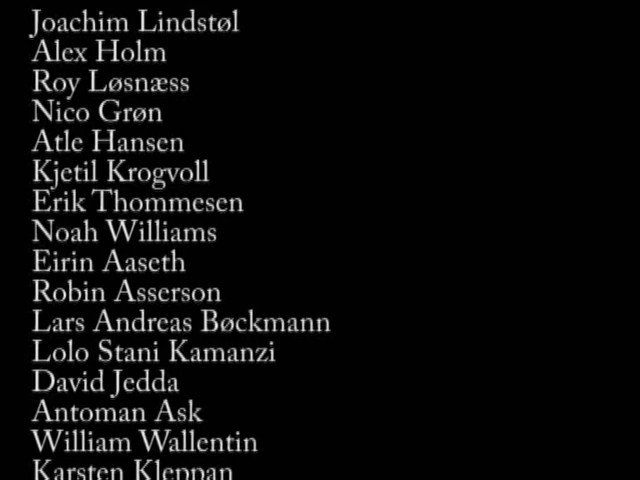 Joachim Lindstøl
Alex Holm
Roy Løsnæss
Nico Grøn
Atle Hansen
Kjetil Krogvoll
Erik Thommesen
Noah Williams
Eirin Aaseth
Robin Asserson
Lars Andreas Bøckmann
Lolo Stani Kamanzi
David Jedda
Antoman Ask
William Wallentin
Karsten Kleppan